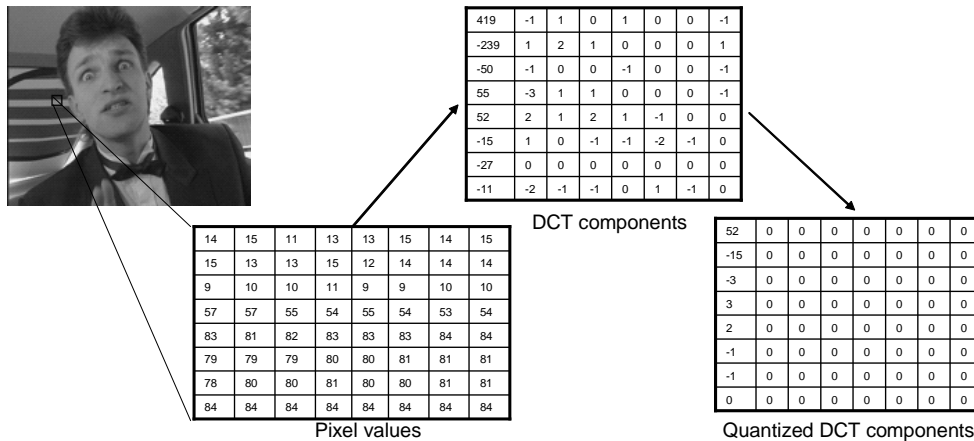 419 -1 1 0 1 0 0 -1
-239 1 2 1 0 0 0 1
-50 -1 0 0 -1 0 0 -1
55 -3 1 1 0 0 0 -1
52 2 1 2 1 -1 0 0
-15 1 0 -1 -1 -2 -1 0
-27 0 0 0 0 0 0 0
-11 -2 -1 -1 0 1 -1 0
DCT components
14 15 11 13 13 15 14 15
15 13 13 15 12 14 14 14
9 10 10 11 9 9 10 10
57 57 55 54 55 54 53 54
83 81 82 83 83 83 84 84
79 79 79 80 80 81 81 81
78 80 80 81 80 80 81 81
84 84 84 84 84 84 84 84
Pixel values
52 0 0 0 0 0 0 0
-15 0 0 0 0 0 0 0
-3 0 0 0 0 0 0 0
3 0 0 0 0 0 0 0
2 0 0 0 0 0 0 0
-1 0 0 0 0 0 0 0
-1 0 0 0 0 0 0 0
0 0 0 0 0 0 0 0
Quantized DCT components